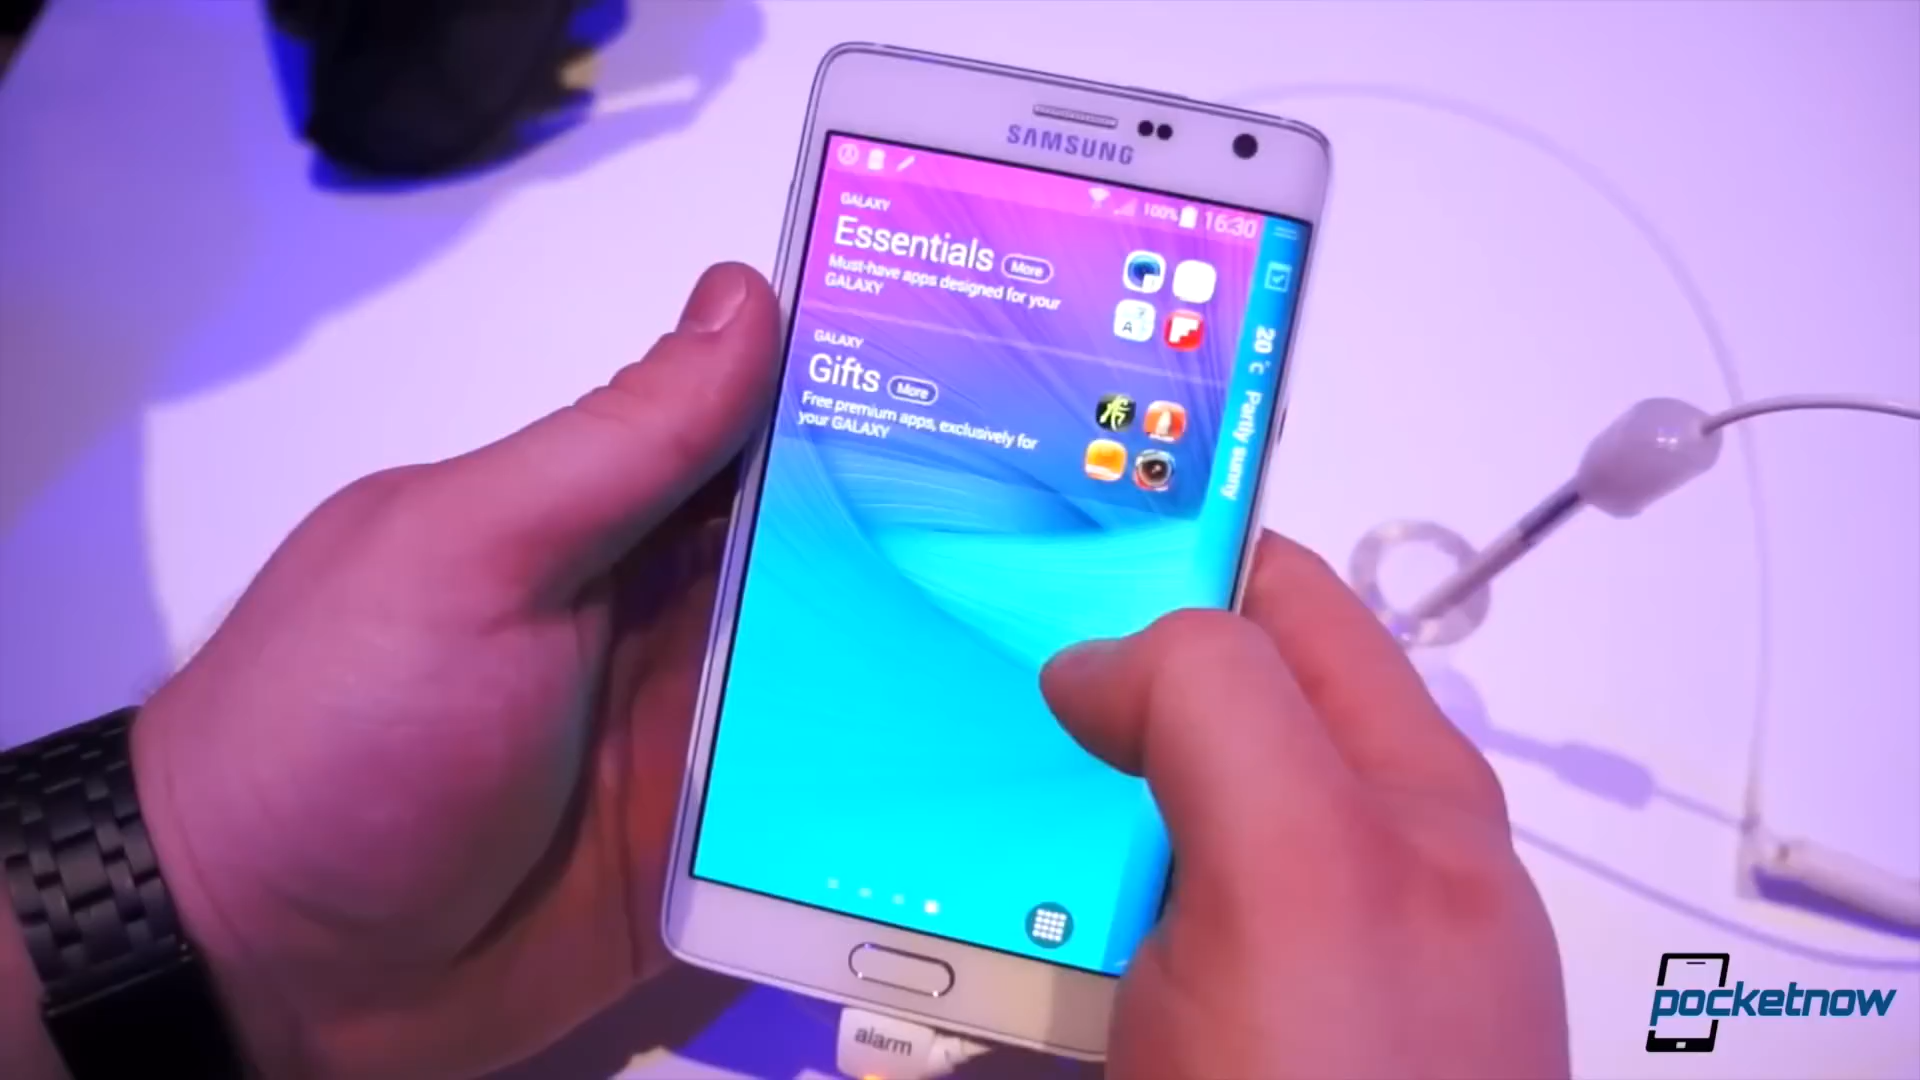 SAMSUNG
100% 16:30
GALAXY
Essentials More
Must-have apps designed for your
GALAXY
GALAXY
Gifts More
Free premium apps, exclusively for
your GALAXY
20°C Partly sunny
alarm
pocketnow